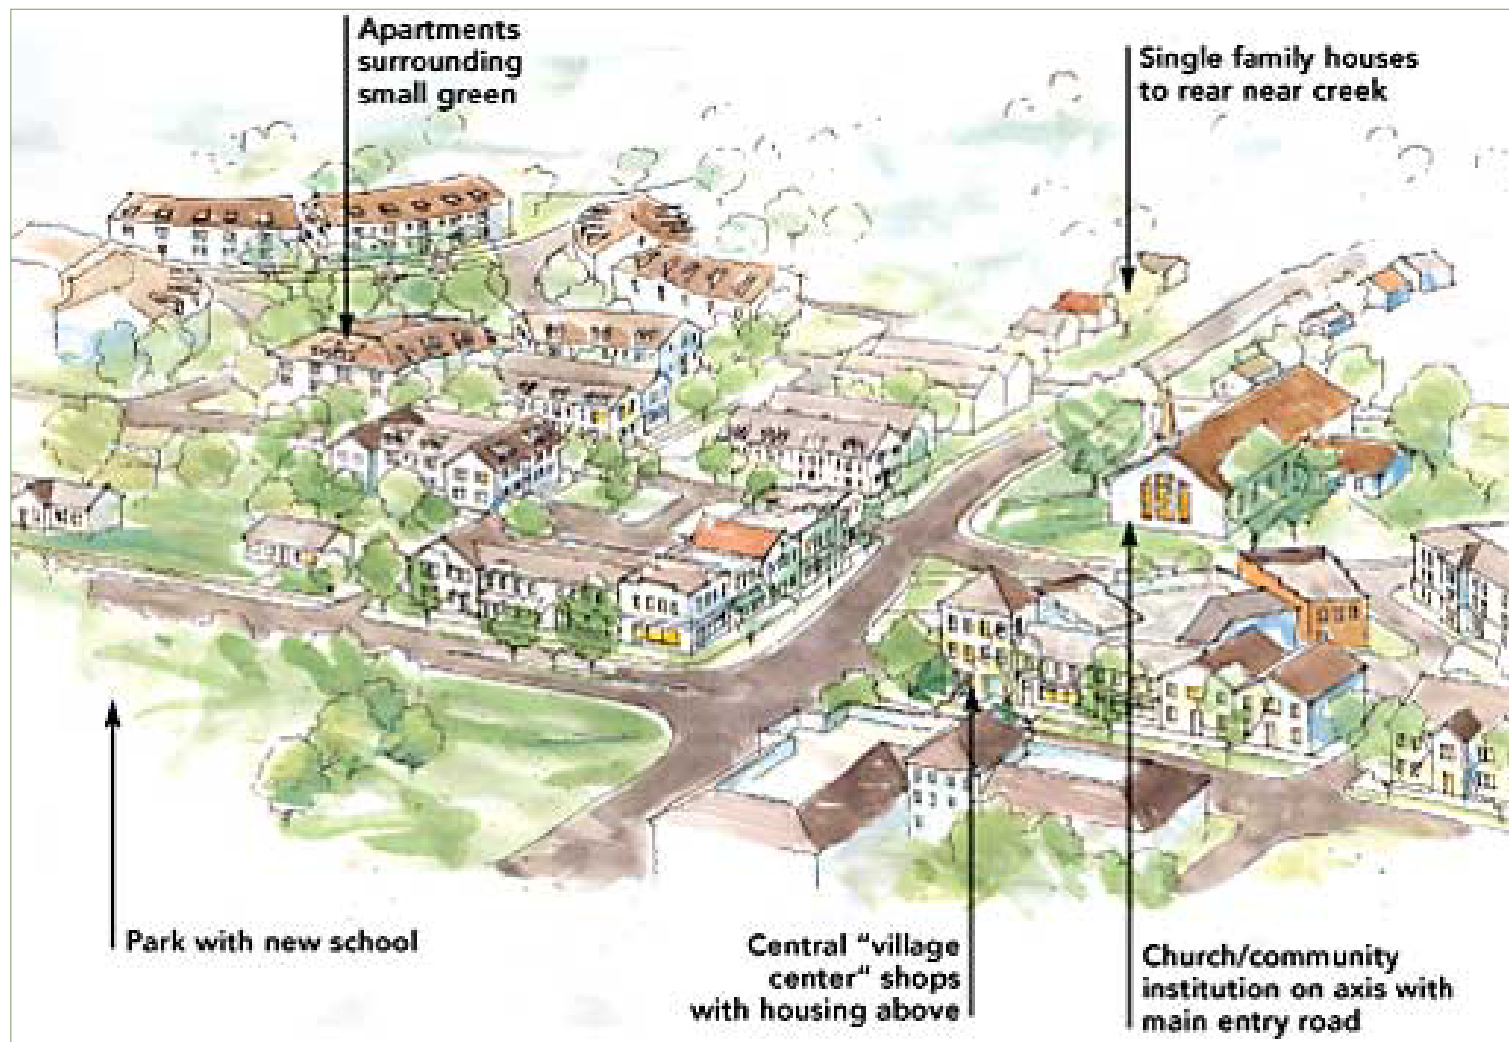 Apartments
surrounding
small green
Single family houses
to rear near creek
Park with new school
Central “village
center“ shops
with housing above
Church/community
institution on axis with
main entry road